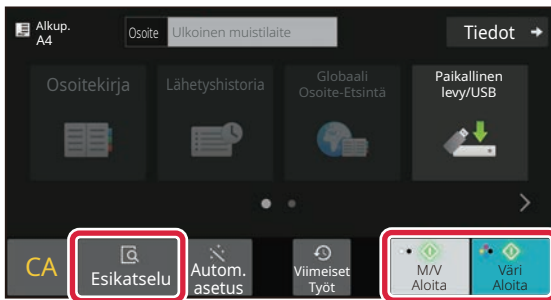 Alkup.
A4
Osoite
Ulkoinen muistilaite
Tiedot
Osoitekirja
Lähetyshistoria
Globaali
Osoite-Etsintä
Paikallinen
levy/USB
CA
Esikatselu
Autom.
asetus
Viimeiset
Työt
M/V
Aloita
Väri
Aloita